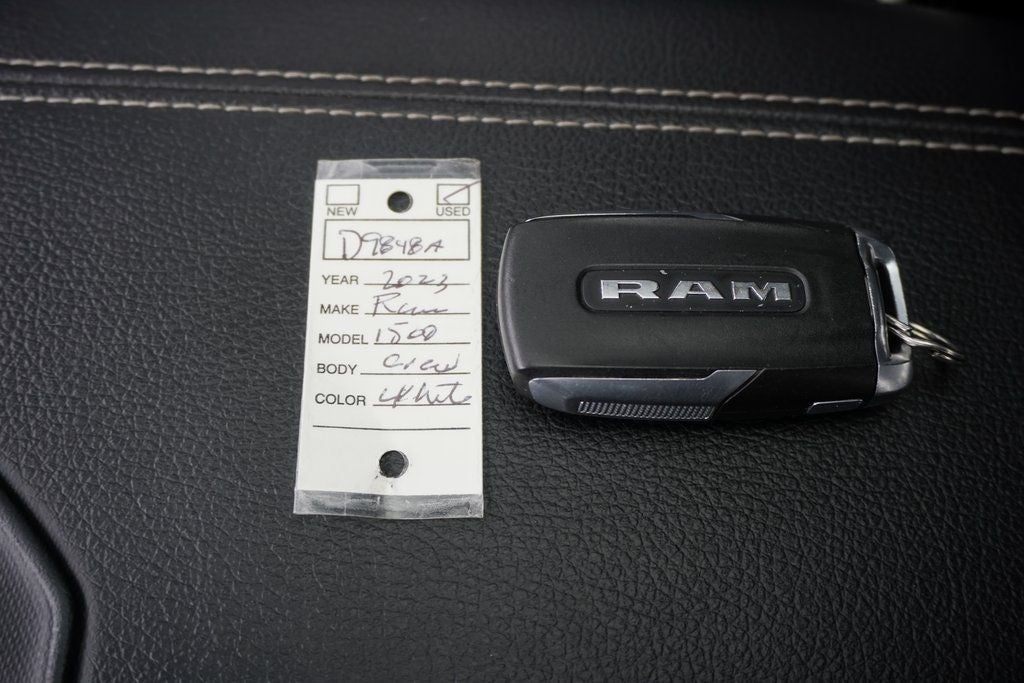 NEW USED
D9848A
YEAR 2023
MAKE Ram
MODEL 1500
BODY Crew
COLOR White
RAM